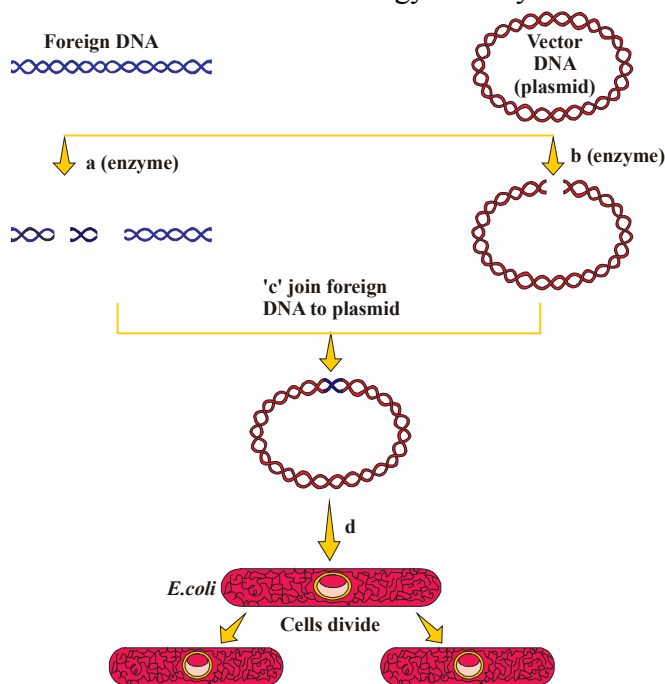 Foreign DNA
Vector
DNA
(plasmid)
a (enzyme)
b (enzyme)
'c' join foreign
DNA to plasmid
d
E.coli
Cells divide